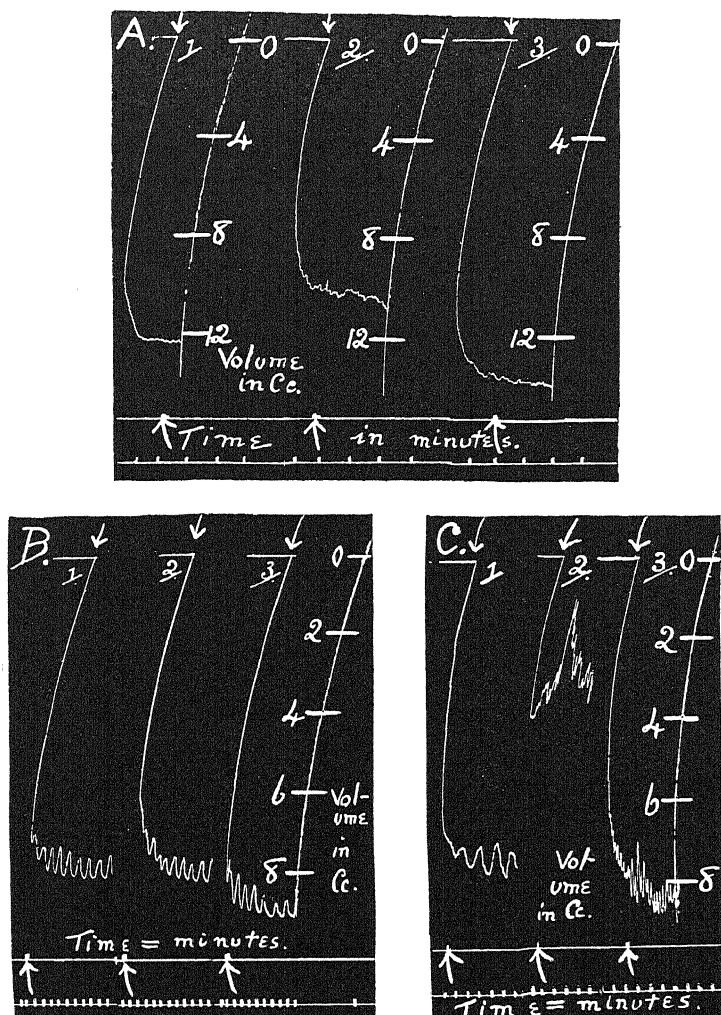 A. 1 0 2 0 3. 0
4 4 4
8 8 8
12 12 12
Volume
in Cc.
Time in minutes.
B. 1 2 3 0
2
4
6 Vol-
ume
in
8 Cc.
Time = minutes.
C. 1 2. 3. 0
2
4
6
Vol-
ume
in Cc.
8
Time = minutes.